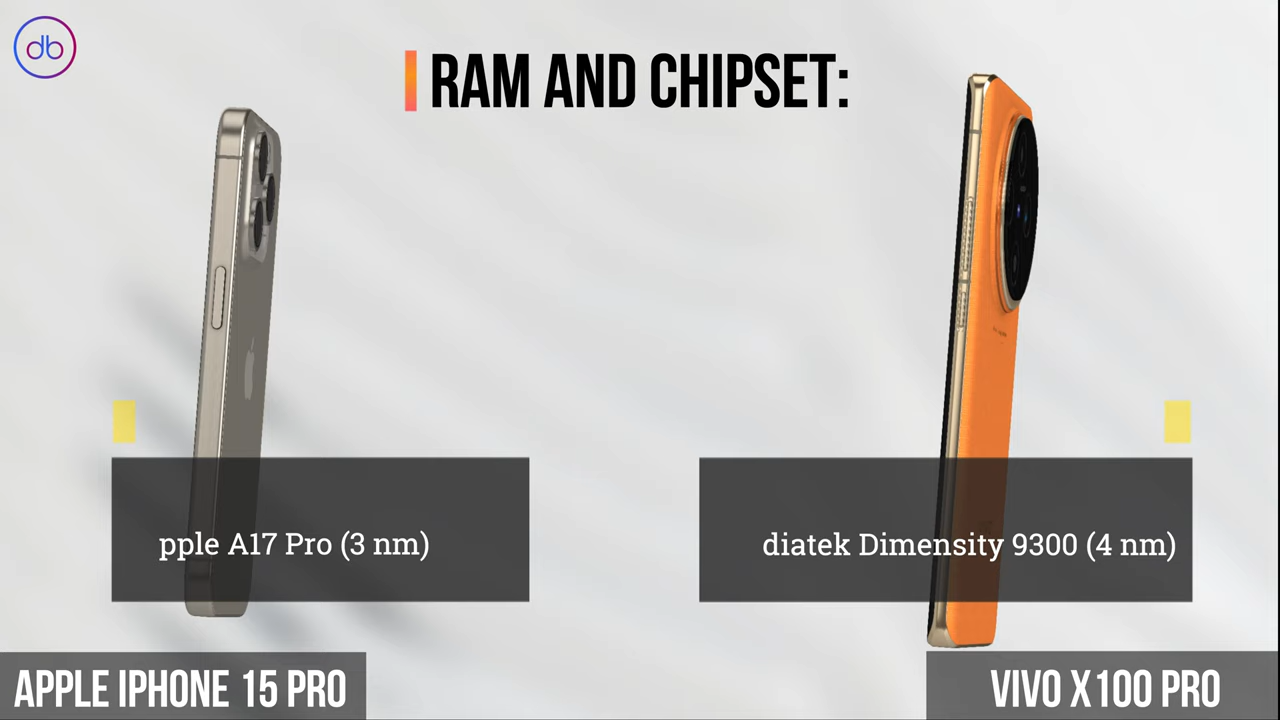 db
RAM AND CHIPSET:
pple A17 Pro (3 nm)
diatek Dimensity 9300 (4 nm)
APPLE IPHONE 15 PRO
VIVO X100 PRO